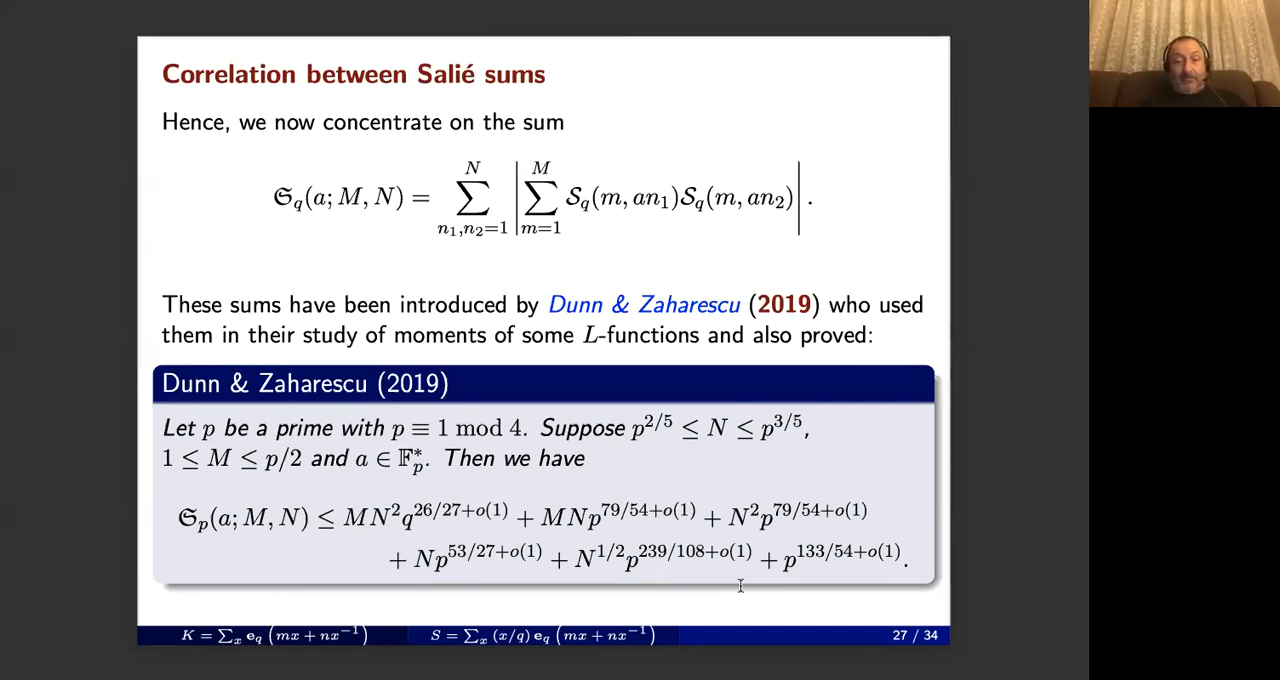 Correlation between Salié sums
Hence, we now concentrate on the sum
𝔖_q(a; M, N) = \sum_{n_1,n_2=1}^{N} \left| \sum_{m=1}^{M} 𝒮_q(m, an_1)𝒮_q(m, an_2) \right|.
These sums have been introduced by Dunn & Zaharescu (2019) who used
them in their study of moments of some L-functions and also proved:
Dunn & Zaharescu (2019)
Let p be a prime with p ≡ 1 mod 4. Suppose p^{2/5} ≤ N ≤ p^{3/5},
1 ≤ M ≤ p/2 and a ∈ 𝔽_p^*. Then we have
𝔖_p(a; M, N) ≤ MN^2q^{26/27+o(1)} + MNp^{79/54+o(1)} + N^2p^{79/54+o(1)}
+ Np^{53/27+o(1)} + N^{1/2}p^{239/108+o(1)} + p^{133/54+o(1)}.
K = ∑_x e_q (mx + nx^{-1}) S = ∑_x (x/q) e_q (mx + nx^{-1}) 27 / 34